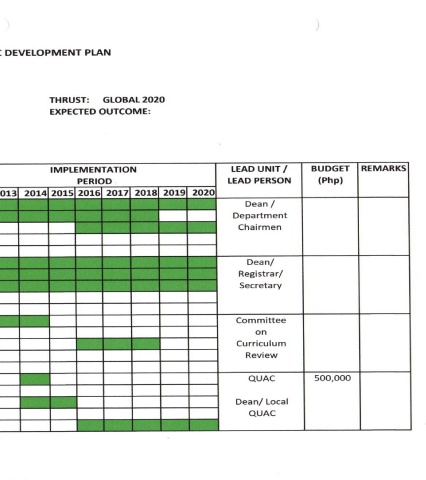 C DEVELOPMENT PLAN
THRUST: GLOBAL 2020
EXPECTED OUTCOME:
IMPLEMENTATION
PERIOD
LEAD UNIT /
LEAD PERSON
BUDGET
(Php)
REMARKS
013 2014 2015 2016 2017 2018 2019 2020
Dean /
Department
Chairmen
Dean/
Registrar/
Secretary
Committee
on
Curriculum
Review
QUAC 500,000
Dean/ Local
QUAC